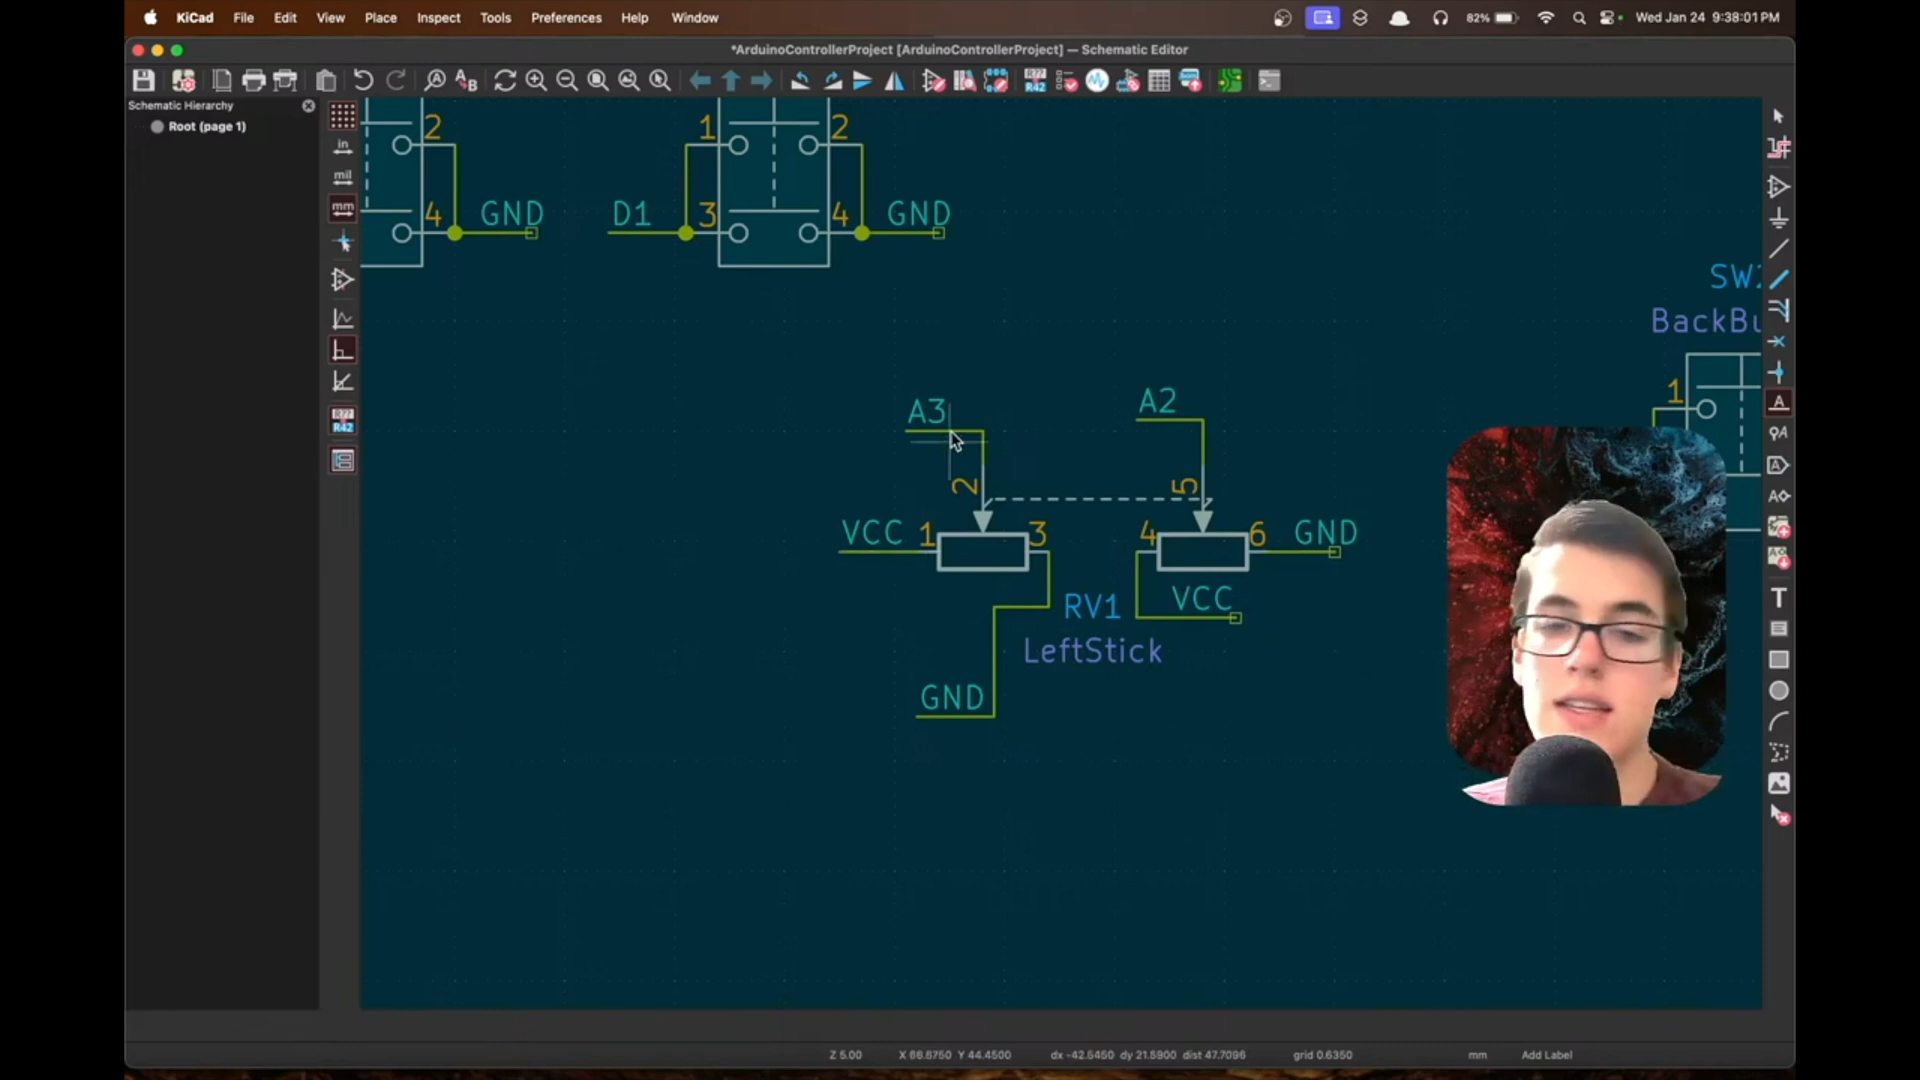 KiCad File Edit View Place Inspect Tools Preferences Help Window 82% Wed Jan 24 9:38:01 PM
*ArduinoControllerProject [ArduinoControllerProject] — Schematic Editor
Schematic Hierarchy
Root (page 1)
in
mil
mm
R??
R42
R??
R42
2
4
GND
D1
1
3
2
4
GND
SW2
BackBu
1
A3
A2
2
5
VCC
1
3
4
6
GND
RV1
VCC
LeftStick
GND
A
A
A
A
T
Z 5.00 X 66.6750 Y 44.4500 dx -42.5450 dy 21.5900 dist 47.7096 grid 0.6350 mm Add Label